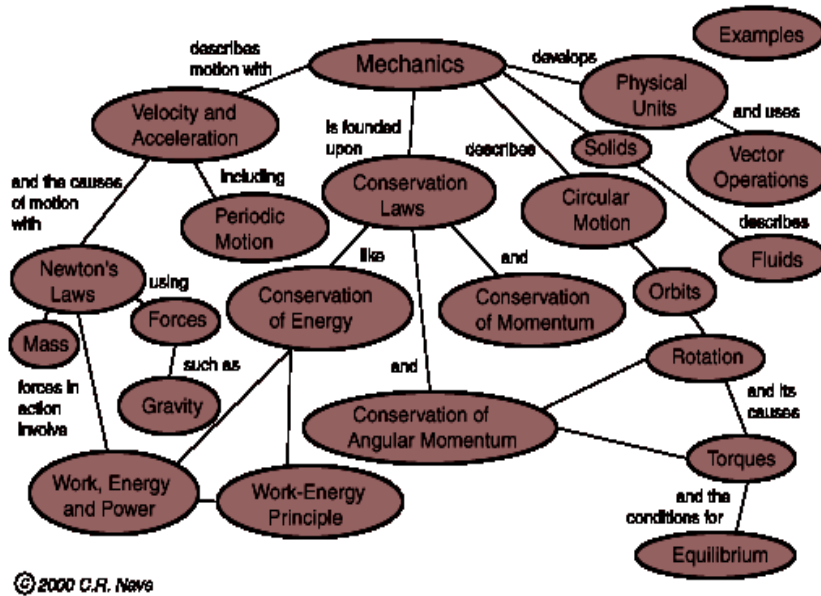 Mechanics
Examples
describes
motion with
develops
Physical
Units
Velocity and
Acceleration
and uses
Is founded
upon
describes
Solids
Vector
Operations
and the causes
of motion
with
including
Periodic
Motion
Conservation
Laws
Circular
Motion
describes
Fluids
Newton's
Laws
using
like
and
Orbits
Mass
Forces
Conservation
of Energy
Conservation
of Momentum
Rotation
forces in
action
involve
such as
Gravity
and
and its
causes
Conservation of
Angular Momentum
Torques
Work, Energy
and Power
Work-Energy
Principle
and the
conditions for
Equilibrium
© 2000 C.R. Nave